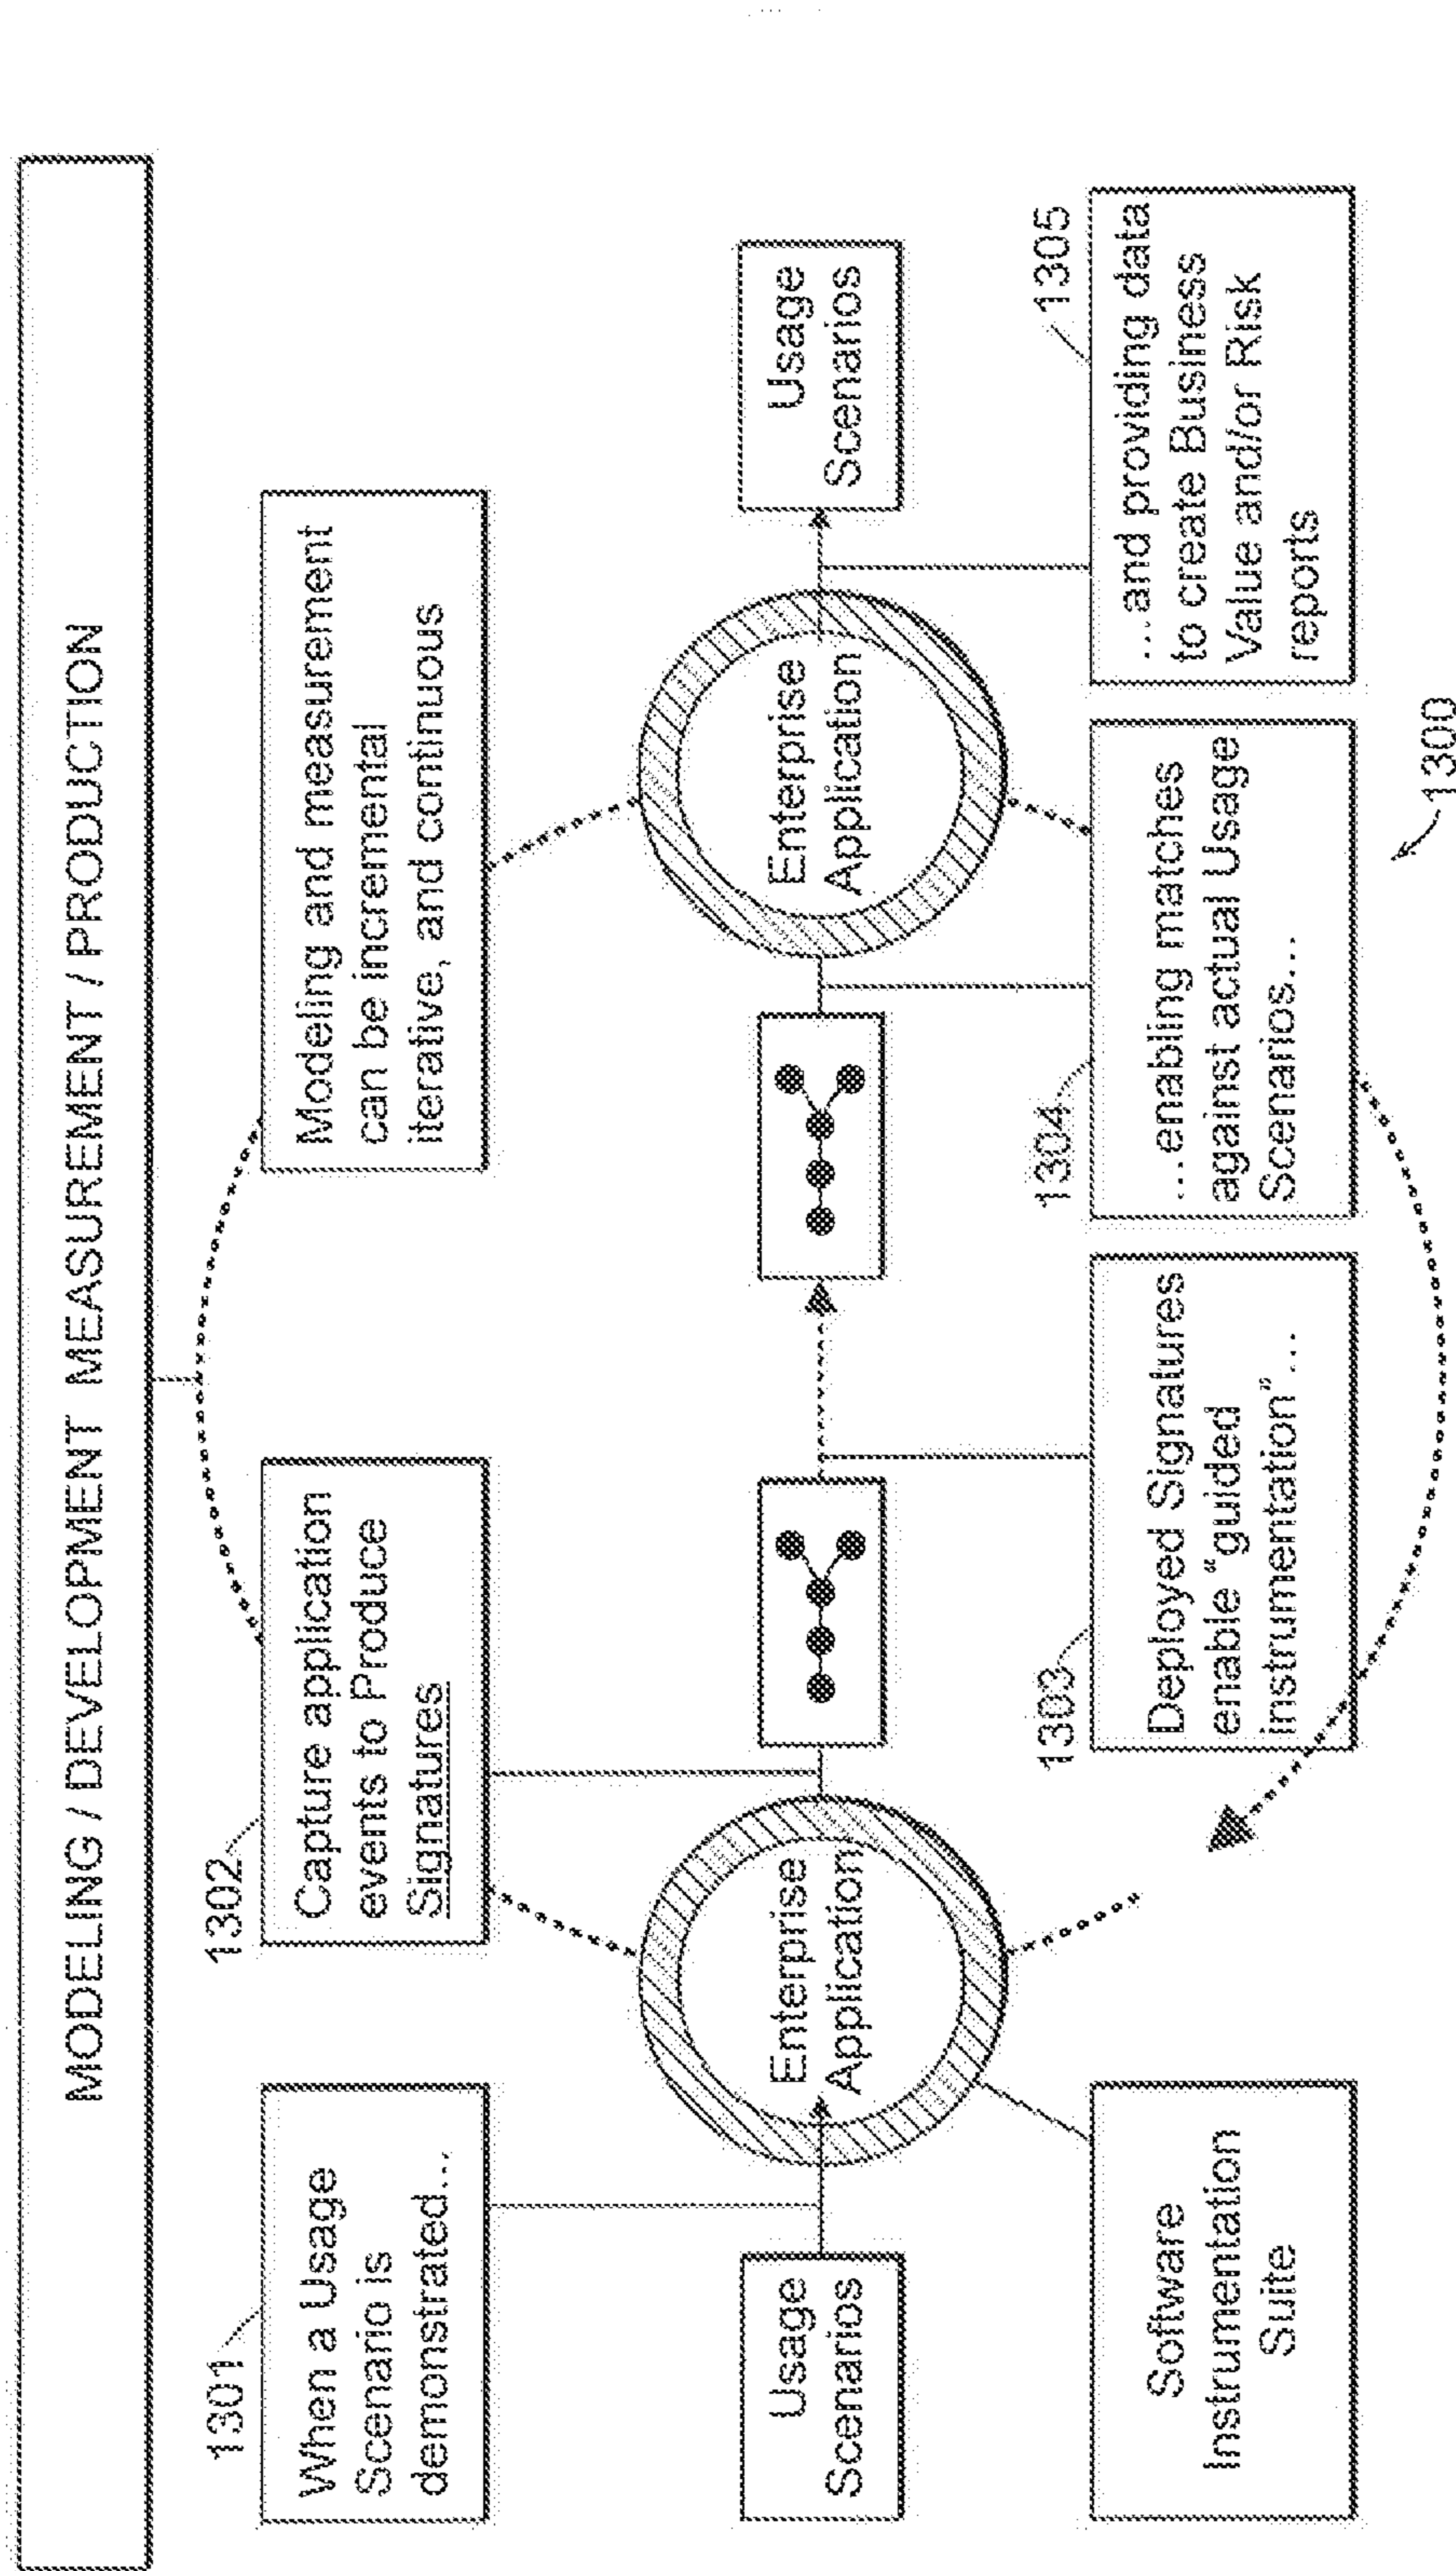 MODELING / DEVELOPMENT MEASUREMENT / PRODUCTION
1301
When a Usage
Scenario is
demonstrated...
1302
Capture application
events to Produce
Signatures
Modeling and measurement
can be incremental
iterative, and continuous
Usage
Scenarios
Enterprise
Application
Enterprise
Application
Usage
Scenarios
Software
Instrumentation
Suite
1303
Deployed Signatures
enable “guided
instrumentation”...
1304
...enabling matches
against actual Usage
Scenarios...
1305
...and providing data
to create Business
Value and/or Risk
reports
1300